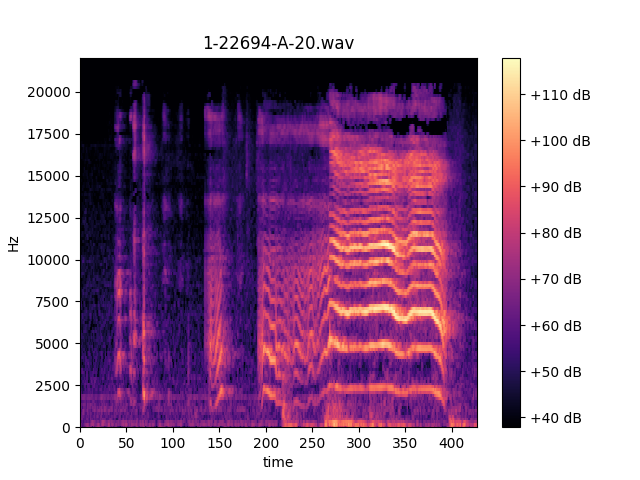 1-22694-A-20.wav
Hz
20000
17500
15000
12500
10000
7500
5000
2500
0
0 50 100 150 200 250 300 350 400
time
+110 dB
+100 dB
+90 dB
+80 dB
+70 dB
+60 dB
+50 dB
+40 dB